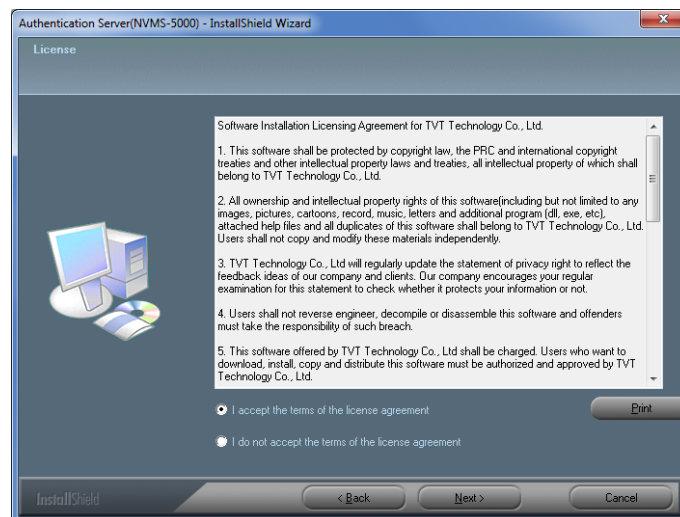 Authentication Server(NVMS-5000) - InstallShield Wizard
License
Software Installation Licensing Agreement for TVT Technology Co., Ltd.
1. This software shall be protected by copyright law, the PRC and international copyright
treaties and other intellectual property laws and treaties, all intellectual property of which shall
belong to TVT Technology Co., Ltd.
2. All ownership and intellectual property rights of this software(including but not limited to any
images, pictures, cartoons, record, music, letters and additional program (dll, exe, etc),
attached help files and all duplicates of this software shall belong to TVT Technology Co., Ltd.
Users shall not copy and modify these materials independently.
3. TVT Technology Co., Ltd will regularly update the statement of privacy right to reflect the
feedback ideas of our company and clients. Our company encourages your regular
examination for this statement to check whether it protects your information or not.
4. Users shall not reverse engineer, decompile or disassemble this software and offenders
must take the responsibility of such breach.
5. This software offered by TVT Technology Co., Ltd shall be charged. Users who want to
download, install, copy and distribute this software must be authorized and approved by TVT
Technology Co., Ltd.
I accept the terms of the license agreement
Print
I do not accept the terms of the license agreement
InstallShield
< Back
Next >
Cancel